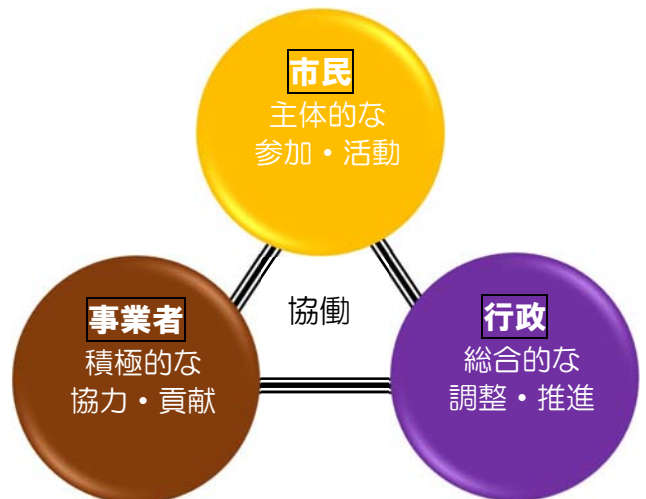 市民
主体的な
参加・活動
協働
事業者
積極的な
協力・貢献
行政
総合的な
調整・推進